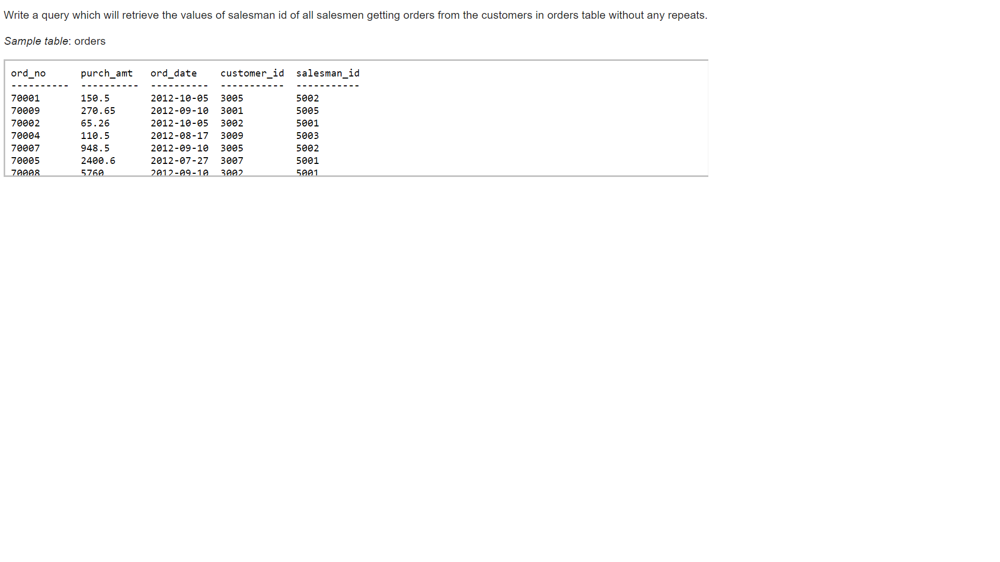 Write a query which will retrieve the values of salesman id of all salesmen getting orders from the customers in orders table without any repeats.
Sample table: orders
ord_no purch_amt ord_date customer_id salesman_id
---------- ---------- ---------- ----------- -----------
70001 150.5 2012-10-05 3005 5002
70009 270.65 2012-09-10 3001 5005
70002 65.26 2012-10-05 3002 5001
70004 110.5 2012-08-17 3009 5003
70007 948.5 2012-09-10 3005 5002
70005 2400.6 2012-07-27 3007 5001
70008 5760 2012-09-10 3002 5001